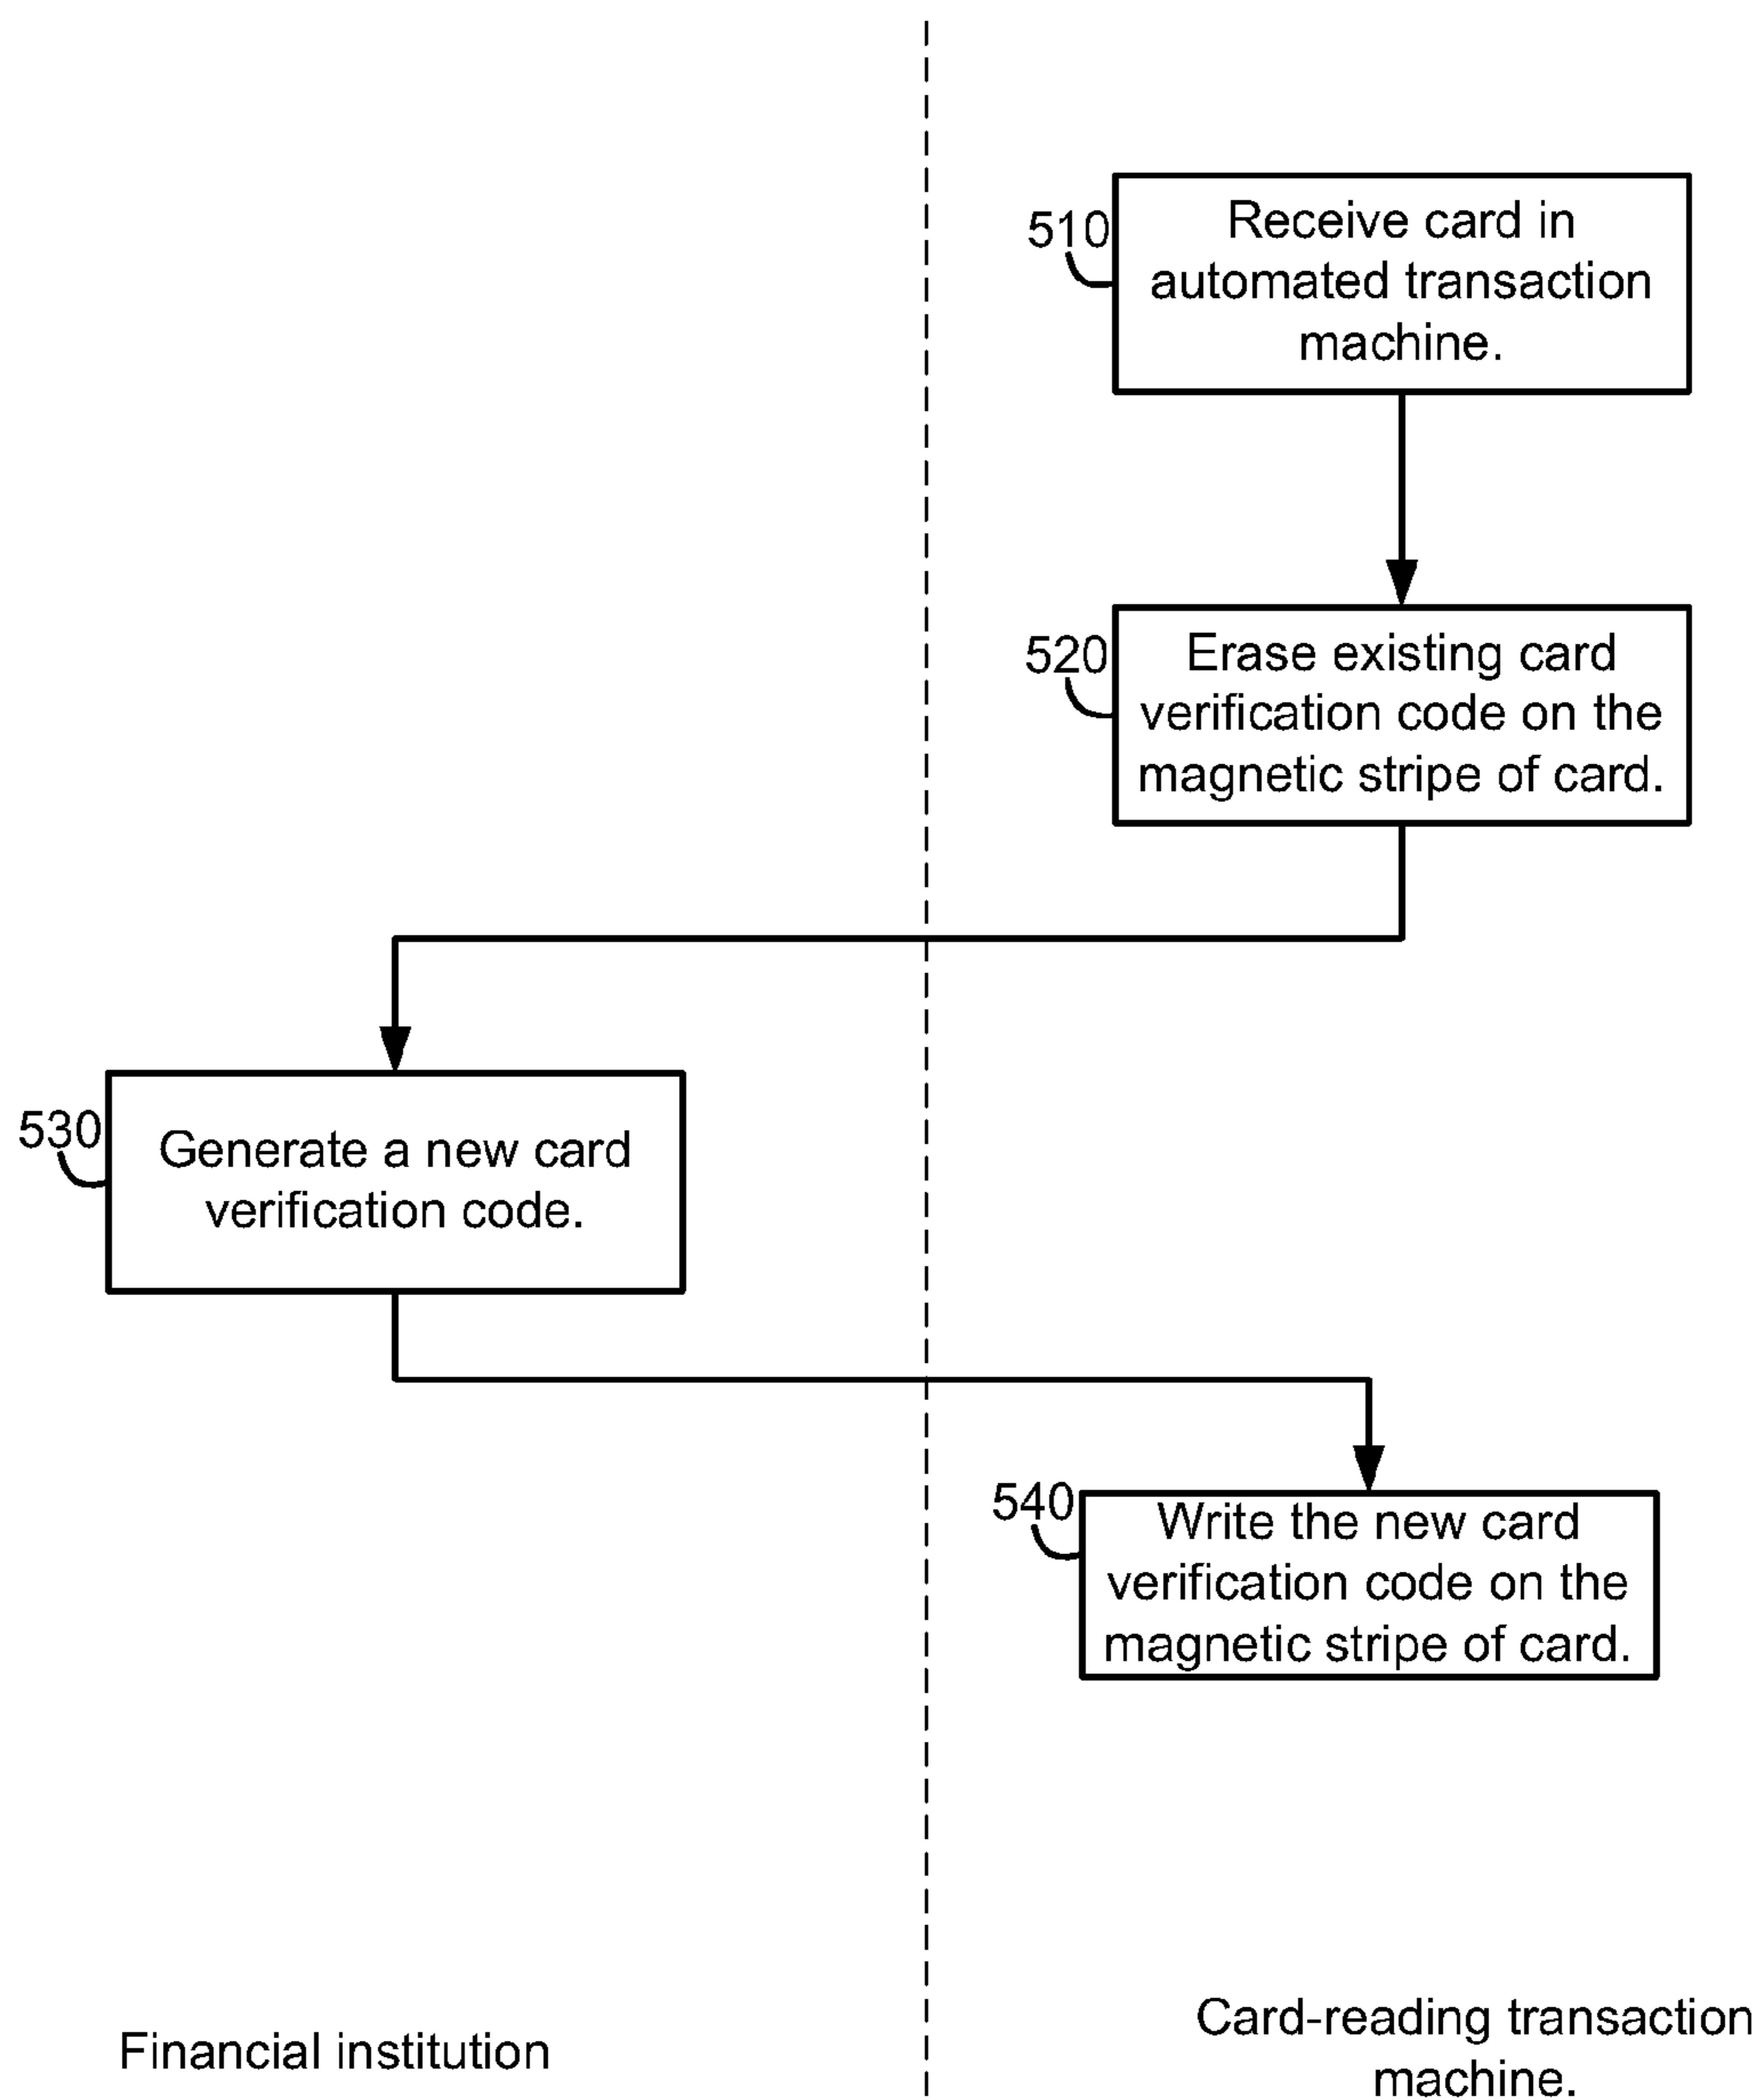 510
Receive card in
automated transaction
machine.
520
Erase existing card
verification code on the
magnetic stripe of card.
530
Generate a new card
verification code.
540
Write the new card
verification code on the
magnetic stripe of card.
Financial institution
Card-reading transaction
machine.